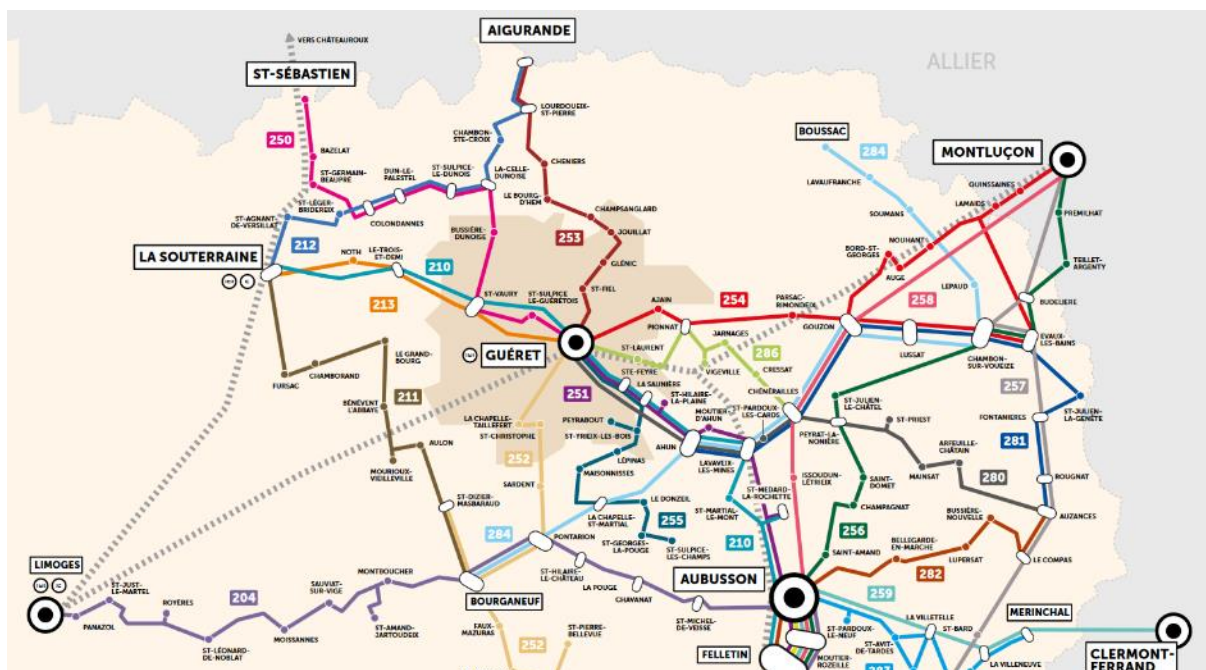 VERS CHÂTEAUROUX
AIGURANDE
ALLIER
ST-SÉBASTIEN
250
LOURDOUEIX-
ST-PIERRE
CHAMBON-
STE-CROIX
BOUSSAC
284
MONTLUÇON
BAZELAT
ST-GERMAIN-
BEAUPRÉ
DUN-LE-
PALESTEL
ST-SULPICE
LE-DUNOIS
LA-CELLE-
DUNOISE
CHENIERS
LAVAUFRANCHE
QUINSSAINES
LAMAIDS
ST-LÉGER-
BRIDEREIX
COLONDANNES
LE BOURG-
D'HEM
CHAMPSANGLARD
SOUMANS
PREMILHAT
ST-AGNANT-
DE-VERSILLAT
BUSSIÈRE-
DUNOISE
253
JOUILLAT
NOUHANT
BORD-ST-
GEORGES
AUGE
212
LA SOUTERRAINE
NOTH
LE-TROIS-
ET-DEMI
210
GLÉNIC
TEILLET-
ARGENTY
LEPAUD
213
ST-VAURY
ST-SULPICE
LE-GUÉRÉTOIS
ST-FIEL
AJAIN
254
PARSAC-
RIMONDEIX
258
BUDELIERE
GOUZON
PIONNAT
JARNAGES
LUSSAT
CHAMBON-
SUR-VOUEIZE
EVAUX-
LES-BAINS
GUÉRET
ST-LAURENT
286
VIGEVILLE
CRESSAT
LE GRAND-
BOURG
CHAMBORAND
FURSAC
STE-FEYRE
LA SAUNIÈRE
251
ST-HILAIRE
LA-PLAINE
CHÉNÉRAILLES
257
211
BÉNÉVENT
L'ABBAYE
LA CHAPELLE-
TAILLEFERT
PEYRABOUT
MOUTIER-
D'AHUN
ST-PARDOUX-
LES-CARDS
ST-JULIEN-
LE-CHÂTEL
ST-PRIEST
FONTANIERES
ST-JULIEN-
LA-GENÊTE
ST-CHRISTOPHE
ST-YRIEIX-LES-BOIS
PEYRAT-LA-
NONIÈRE
AULON
252
AHUN
LAVAVEIX-
LES-MINES
ARFEUILLE-
CHÂTAIN
281
MOURIOUX-
VIEILLEVILLE
LÉPINAS
MAISONNISSES
ISSOUDUN-
LÉTRIEIX
SAINT-
DOMET
MAINSAT
280
ROUGNAT
SARDENT
ST-MEDARD-
LA-ROCHETTE
ST-DIZIER-
MASBARAUD
LE DONZEIL
LA CHAPELLE-
ST-MARTIAL
255
ST-MARTIAL-
LE-MONT
CHAMPAGNAT
BUSSIÈRE-
NOUVELLE
AUZANCES
284
PONTARION
ST-GEORGES-
LA-POUGE
ST-SULPICE-
LES-CHAMPS
210
256
BELLEGARDE-
EN-MARCHE
LUPERSAT
LE COMPAS
LIMOGES
ST-JUST-
LE-MARTEL
SAUVIAT-
SUR-VIGE
MONTBOUCHER
ST-HILAIRE-
LE-CHÂTEAU
AUBUSSON
SAINT-AMAND
282
204
ROYÈRES
BOURGANEUF
LA POUGE
259
PANAZOL
CHAVANAT
LA VILLETELLE
MERINCHAL
ST-AMAND-
JARTOUDEIX
MOISSANNES
ST-LÉONARD-
DE-NOBLAT
FAUX-
MAZURAS
252
ST-PIERRE-
BELLEVUE
ST-MICHEL-
DE-VEISSE
ST-PARDOUX-
LE-NEUF
ST-BARD
ST-AVIT-
DE-TARDES
FELLETIN
MOUTIER-
ROZEILLE
LA VILLENEUVE
CLERMONT-
FERRAND